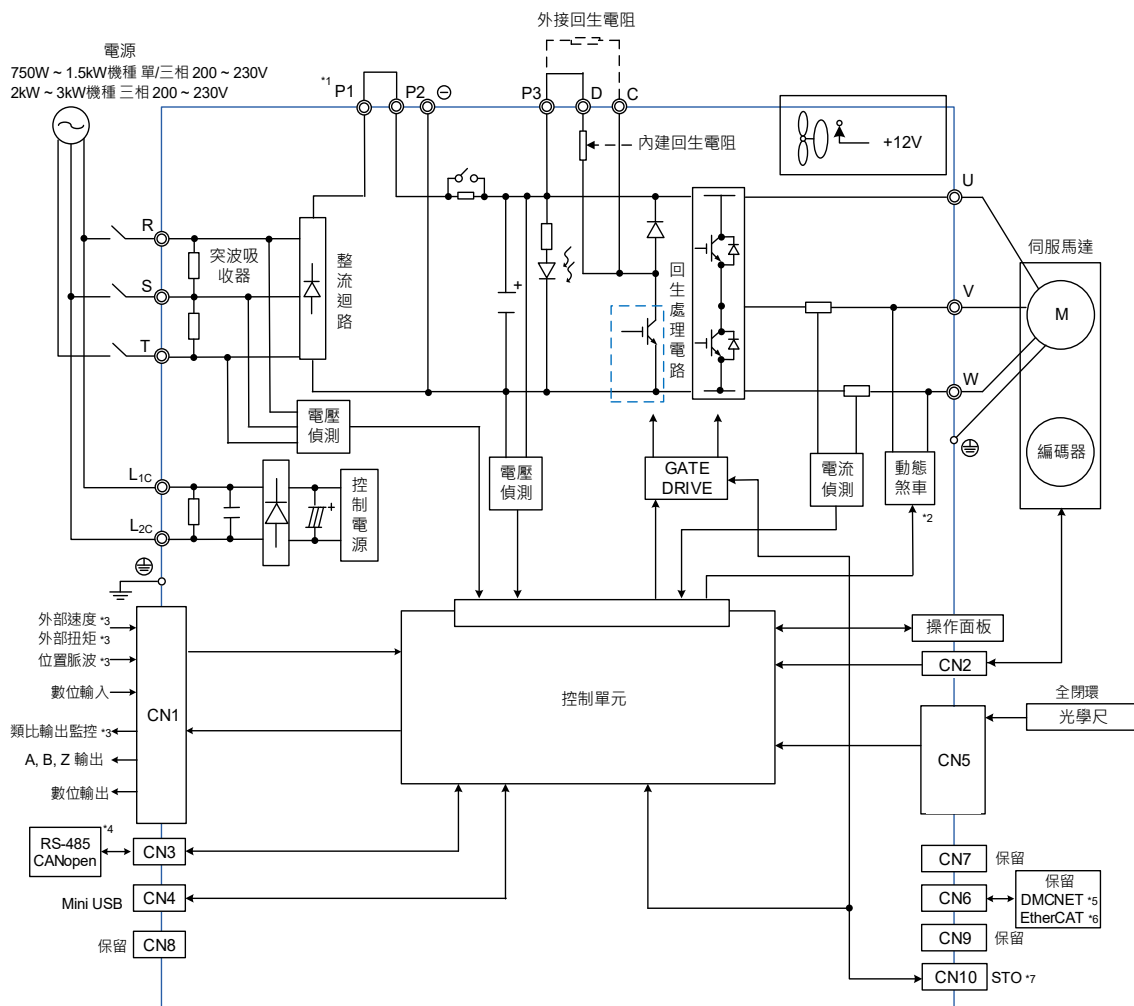 外接回生電阻
電源
750W ~ 1.5kW機種 單/三相 200 ~ 230V
2kW ~ 3kW機種 三相 200 ~ 230V
*1 P1
P2
⊖
P3
D
C
內建回生電阻
+12V
R
S
T
突波吸
收器
整流迴路
+
回生處理電路
U
V
W
伺服馬達
M
編碼器
電壓
偵測
電壓
偵測
GATE
DRIVE
電流
偵測
動態
煞車
*2
L1C
L2C
+
控制電源
外部速度 *3
外部扭矩 *3
位置脈波 *3
數位輸入
類比輸出監控 *3
A, B, Z 輸出
數位輸出
CN1
控制單元
操作面板
CN2
全閉環
光學尺
CN5
RS-485
CANopen
*4
CN3
Mini USB
CN4
保留
CN8
CN7
保留
CN6
保留
DMCNET *5
EtherCAT *6
CN9
保留
CN10
STO *7